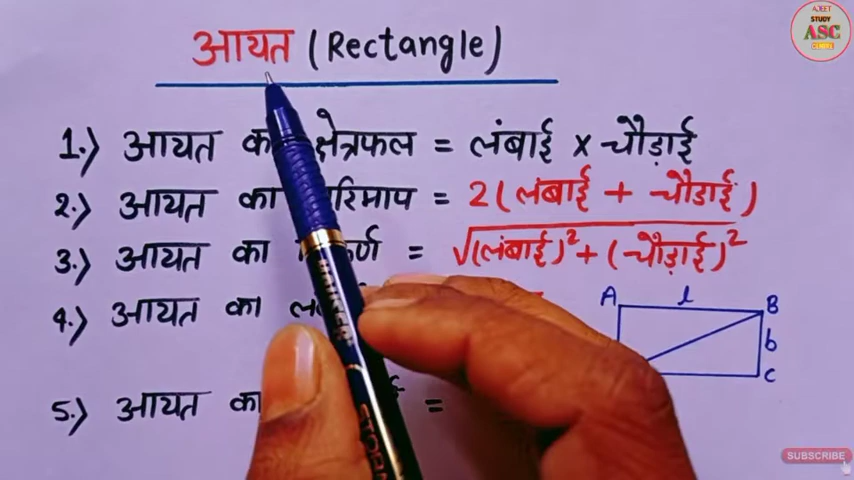 आयत (Rectangle)
1.) आयत का क्षेत्रफल = लंबाई × चौड़ाई
2.) आयत का परिमाप = 2(लंबाई + चौडाई)
3.) आयत का = √(लंबाई)² + (चौड़ाई)²
4.) आयत का
5.) आयत का =
A l B
b
C
AJEET
STUDY
ASC
CENTRE
SUBSCRIBE